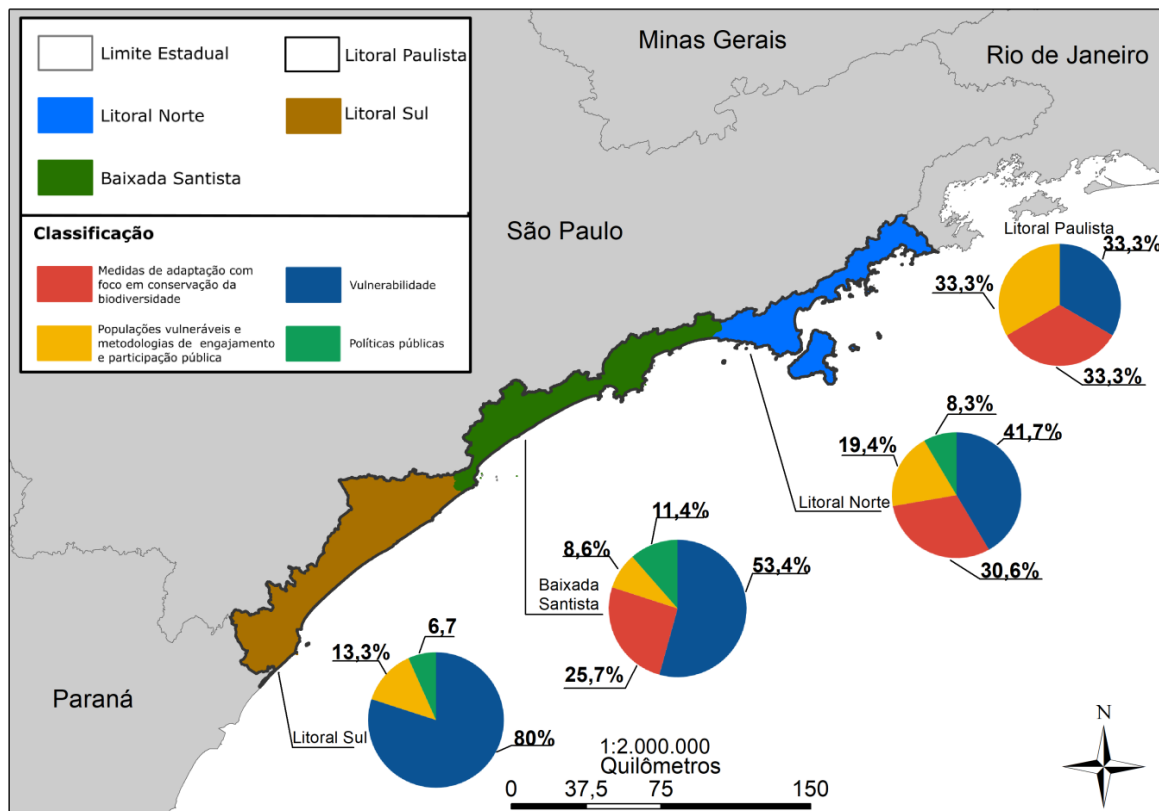 Limite Estadual
Litoral Paulista
Litoral Norte
Litoral Sul
Baixada Santista
Classificação
Medidas de adaptação com
foco em conservação da
biodiversidade
Vulnerabilidade
Populações vulneráveis e
metodologias de engajamento
e participação pública
Políticas públicas
Minas Gerais
Rio de Janeiro
São Paulo
Paraná
Litoral Paulista
33,3%
33,3%
33,3%
8,3%
41,7%
19,4%
Litoral Norte
30,6%
11,4%
8,6%
53,4%
Baixada
Santista
25,7%
6,7
13,3%
Litoral Sul
80%
1:2.000.000
Quilômetros
0 37,5 75 150
N